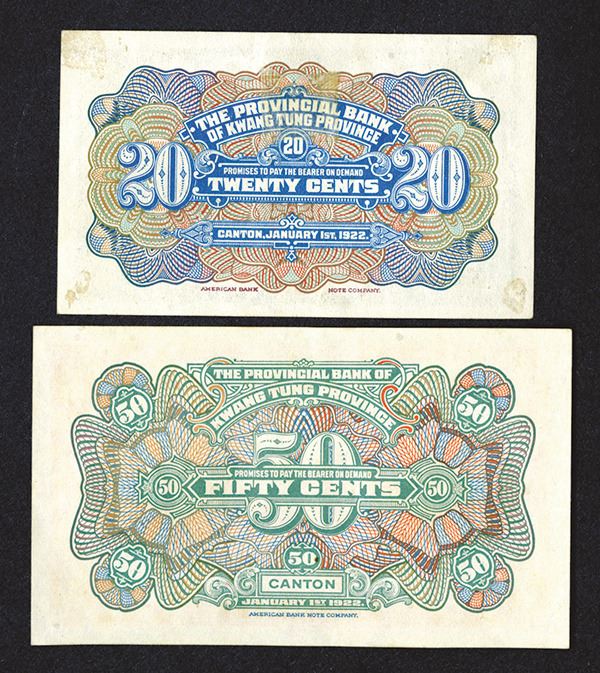 THE PROVINCIAL BANK
OF KWANG TUNG PROVINCE
20
20 20
PROMISES TO PAY THE BEARER ON DEMAND
TWENTY CENTS
CANTON, JANUARY 1ST, 1922.
AMERICAN BANK NOTE COMPANY.
THE PROVINCIAL BANK OF
KWANG TUNG PROVINCE
50 50
50
PROMISES TO PAY THE BEARER ON DEMAND
50 FIFTY CENTS 50
50 50 50
CANTON
JANUARY 1ST, 1922.
AMERICAN BANK NOTE COMPANY.